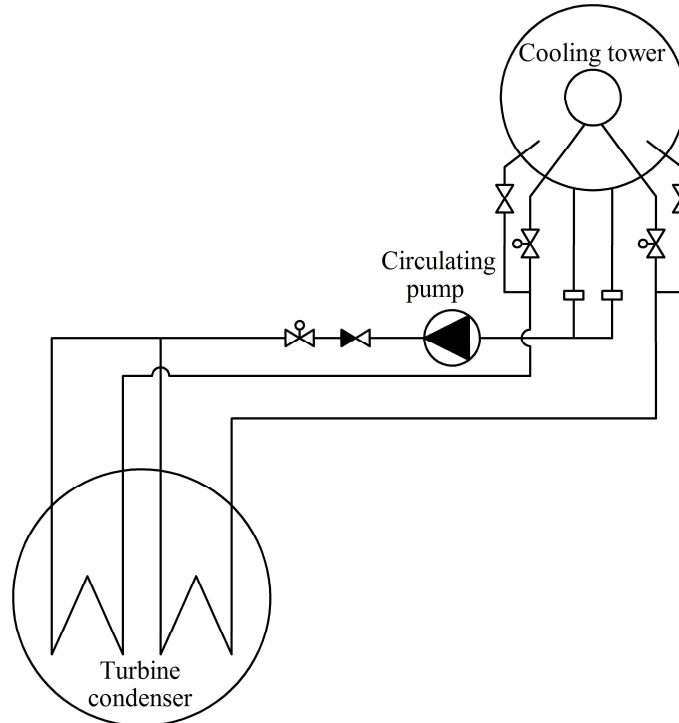 Cooling tower
Circulating
pump
Turbine
condenser